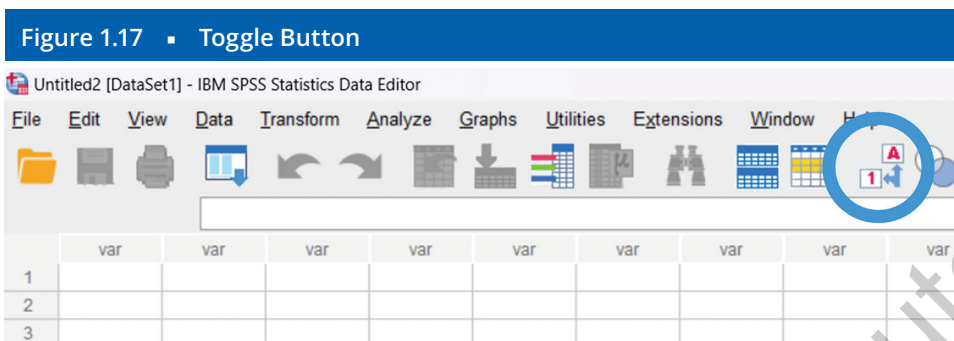 Figure 1.17 ▪ Toggle Button
Untitled2 [DataSet1] - IBM SPSS Statistics Data Editor
File Edit View Data Transform Analyze Graphs Utilities Extensions Window Help
μ A
1
var var var var var var var var var
1
2
3